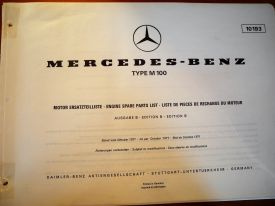 10193
MERCEDES-BENZ
TYPE M 100
MOTOR ERSATZTEILLISTE - ENGINE SPARE PARTS LIST - LISTE DE PIECES DE RECHANGE DU MOTEUR
AUSGABE B - EDITION B - EDITION B
DAIMLER-BENZ AKTIENGESELLSCHAFT - STUTTGART-UNTERTUERKHEIM - GERMANY